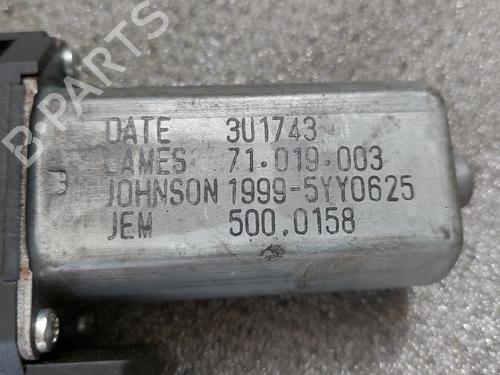 DATE 3U1743
LAMES 71.019.003
JOHNSON 1999-5YY0625
JEM 500.0158
B-PARTS